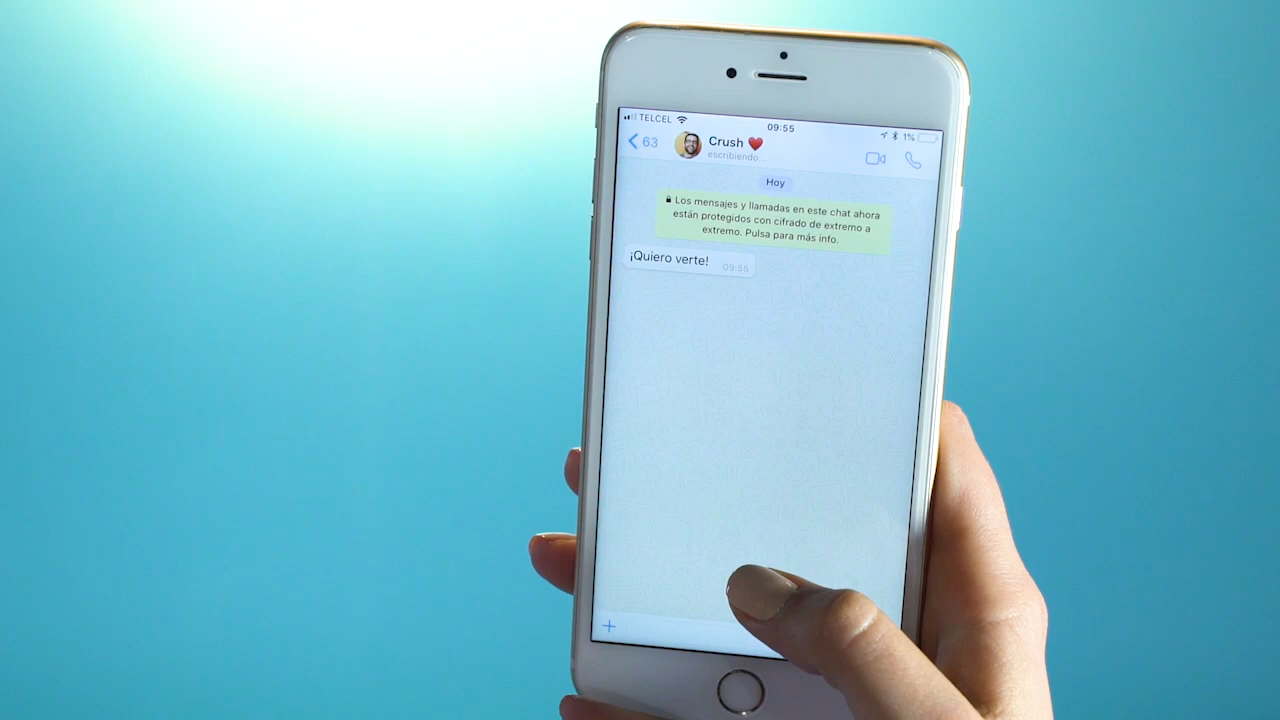 TELCEL 09:55 1%
63 Crush ❤️
escribiendo...
Hoy
Los mensajes y llamadas en este chat ahora
están protegidos con cifrado de extremo a
extremo. Pulsa para más info.
¡Quiero verte! 09:55